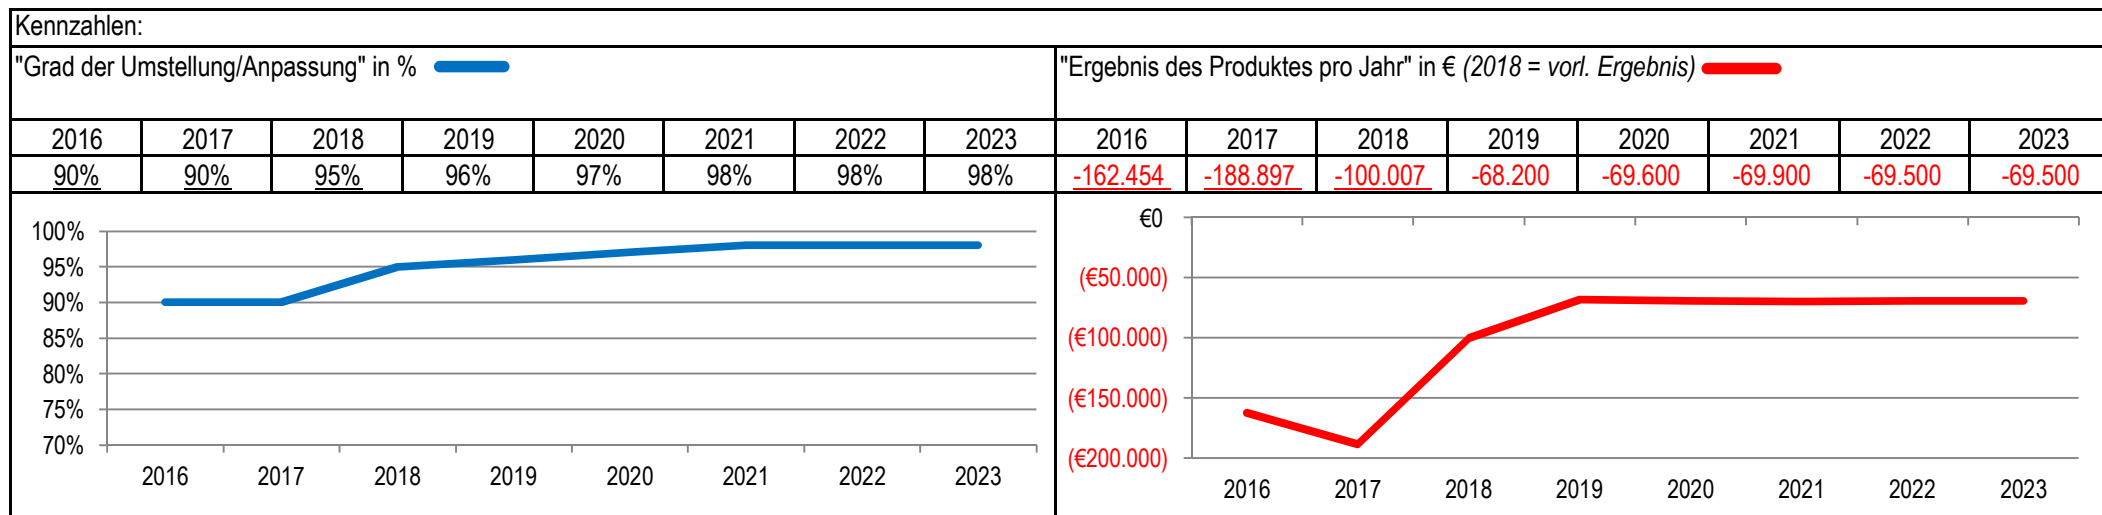 Kennzahlen:
"Grad der Umstellung/Anpassung" in %
"Ergebnis des Produktes pro Jahr" in € (2018 = vorl. Ergebnis)
2016 2017 2018 2019 2020 2021 2022 2023
2016 2017 2018 2019 2020 2021 2022 2023
90% 90% 95% 96% 97% 98% 98% 98%
-162.454 -188.897 -100.007 -68.200 -69.600 -69.900 -69.500 -69.500
100%
95%
90%
85%
80%
75%
70%
2016 2017 2018 2019 2020 2021 2022 2023
€0
(€50.000)
(€100.000)
(€150.000)
(€200.000)
2016 2017 2018 2019 2020 2021 2022 2023